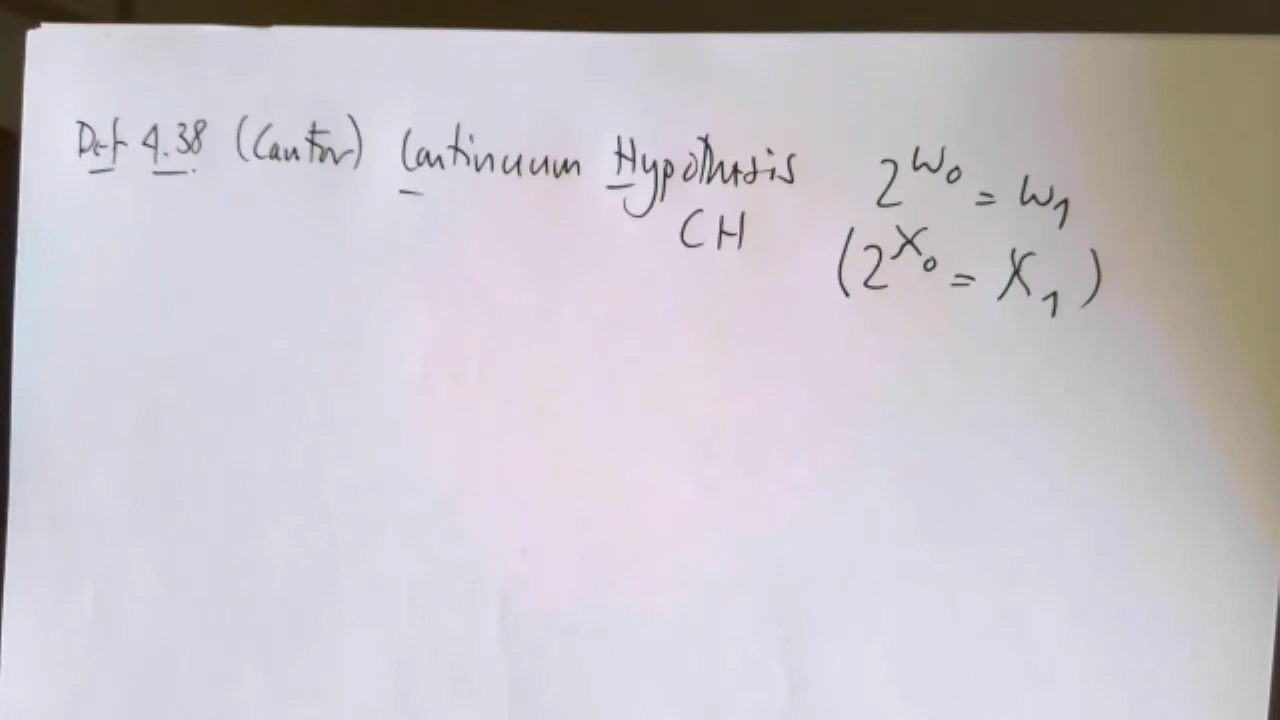 Def 4.38 (Cantor) Continuum Hypothesis 2^ω₀ = ω₁
CH (2^ℵ₀ = ℵ₁)